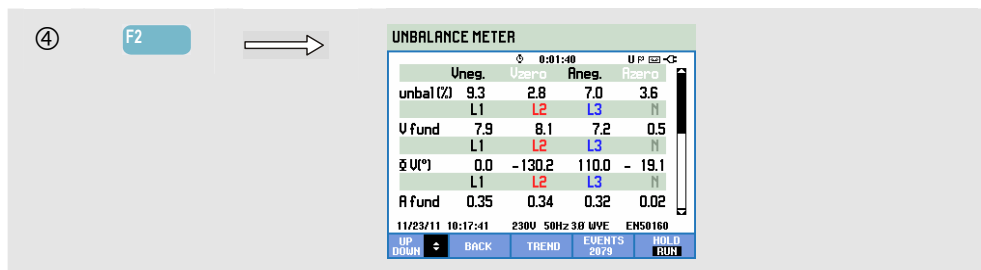 ④ F2
UNBALANCE METER
0:01:40 U
Vneg. Vzero Aneg. Azero
unbal (%) 9.3 2.8 7.0 3.6
L1 L2 L3 N
V fund 7.9 8.1 7.2 0.5
L1 L2 L3 N
Φ V(°) 0.0 -130.2 110.0 - 19.1
L1 L2 L3 N
A fund 0.35 0.34 0.32 0.02
11/23/11 10:17:41 230V 50Hz 3Ø WYE EN50160
UP DOWN BACK TREND EVENTS 2079 HOLD RUN